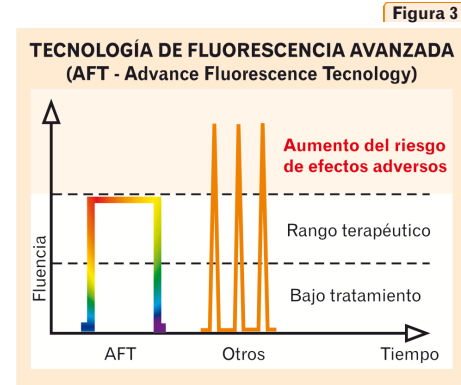 Figura 3
TECNOLOGÍA DE FLUORESCENCIA AVANZADA
(AFT - Advance Fluorescence Tecnology)
Aumento del riesgo
de efectos adversos
Rango terapéutico
Bajo tratamiento
Fluencia
AFT
Otros
Tiempo